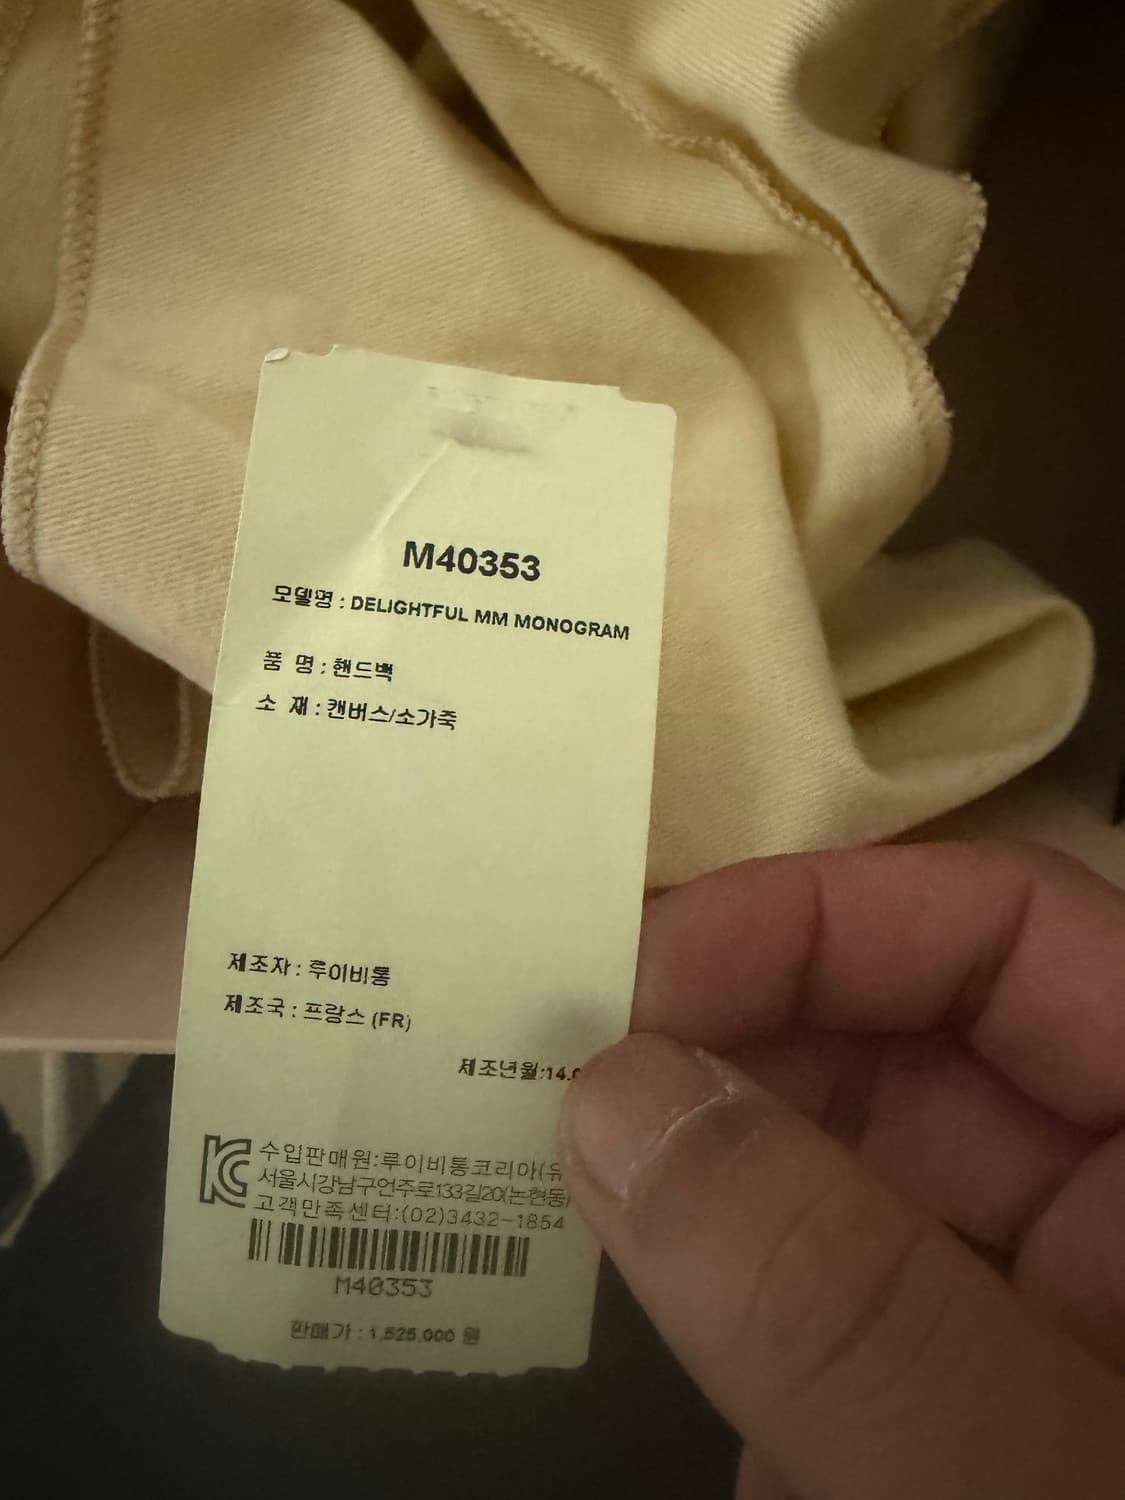 M40353
모델명 : DELIGHTFUL MM MONOGRAM
품 명 : 핸드백
소 재 : 캔버스/소가죽
제조자 : 루이비통
제조국 : 프랑스 (FR)
제조년월:14.0
수입판매원:루이비통코리아(유
서울시강남구언주로133길20(논현동)
고객만족센터:(02)3432-1854
M40353
판매가 : 1,525,000 원